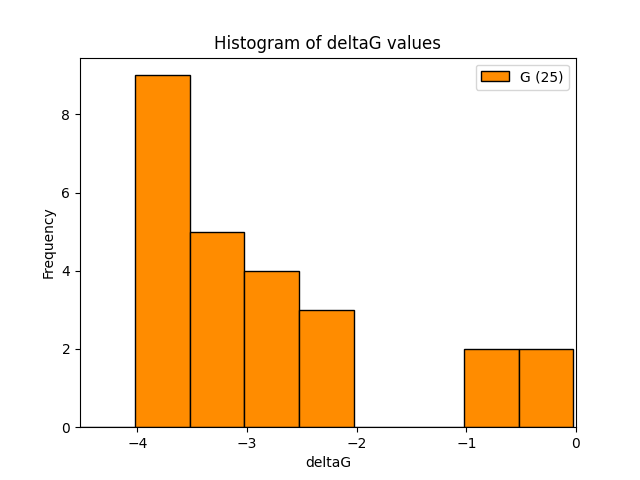 Histogram of deltaG values
G (25)
Frequency
8
6
4
2
0
−4
−3
−2
−1
0
deltaG